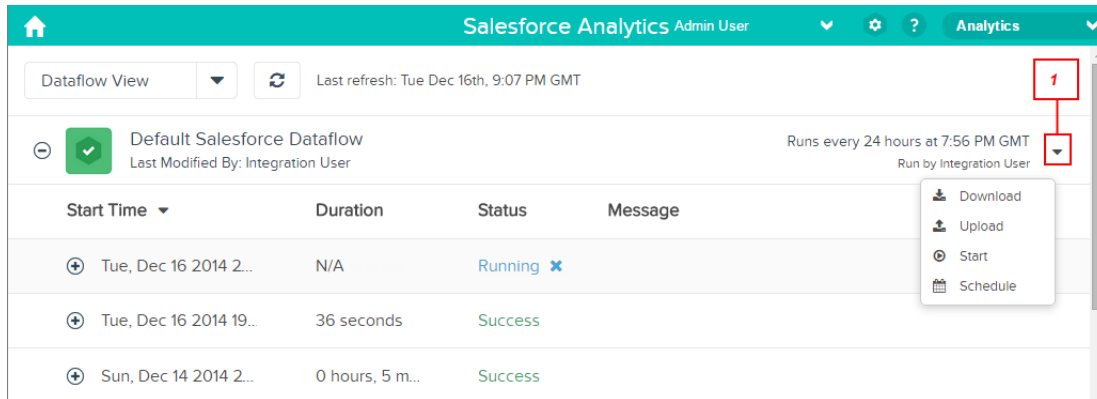 Salesforce Analytics Admin User ? Analytics
Dataflow View Last refresh: Tue Dec 16th, 9:07 PM GMT
1
Default Salesforce Dataflow
Last Modified By: Integration User
Runs every 24 hours at 7:56 PM GMT
Run by Integration User
Download
Upload
Start
Schedule
Start Time Duration Status Message
Tue, Dec 16 2014 2... N/A Running
Tue, Dec 16 2014 19... 36 seconds Success
Sun, Dec 14 2014 2... 0 hours, 5 m... Success